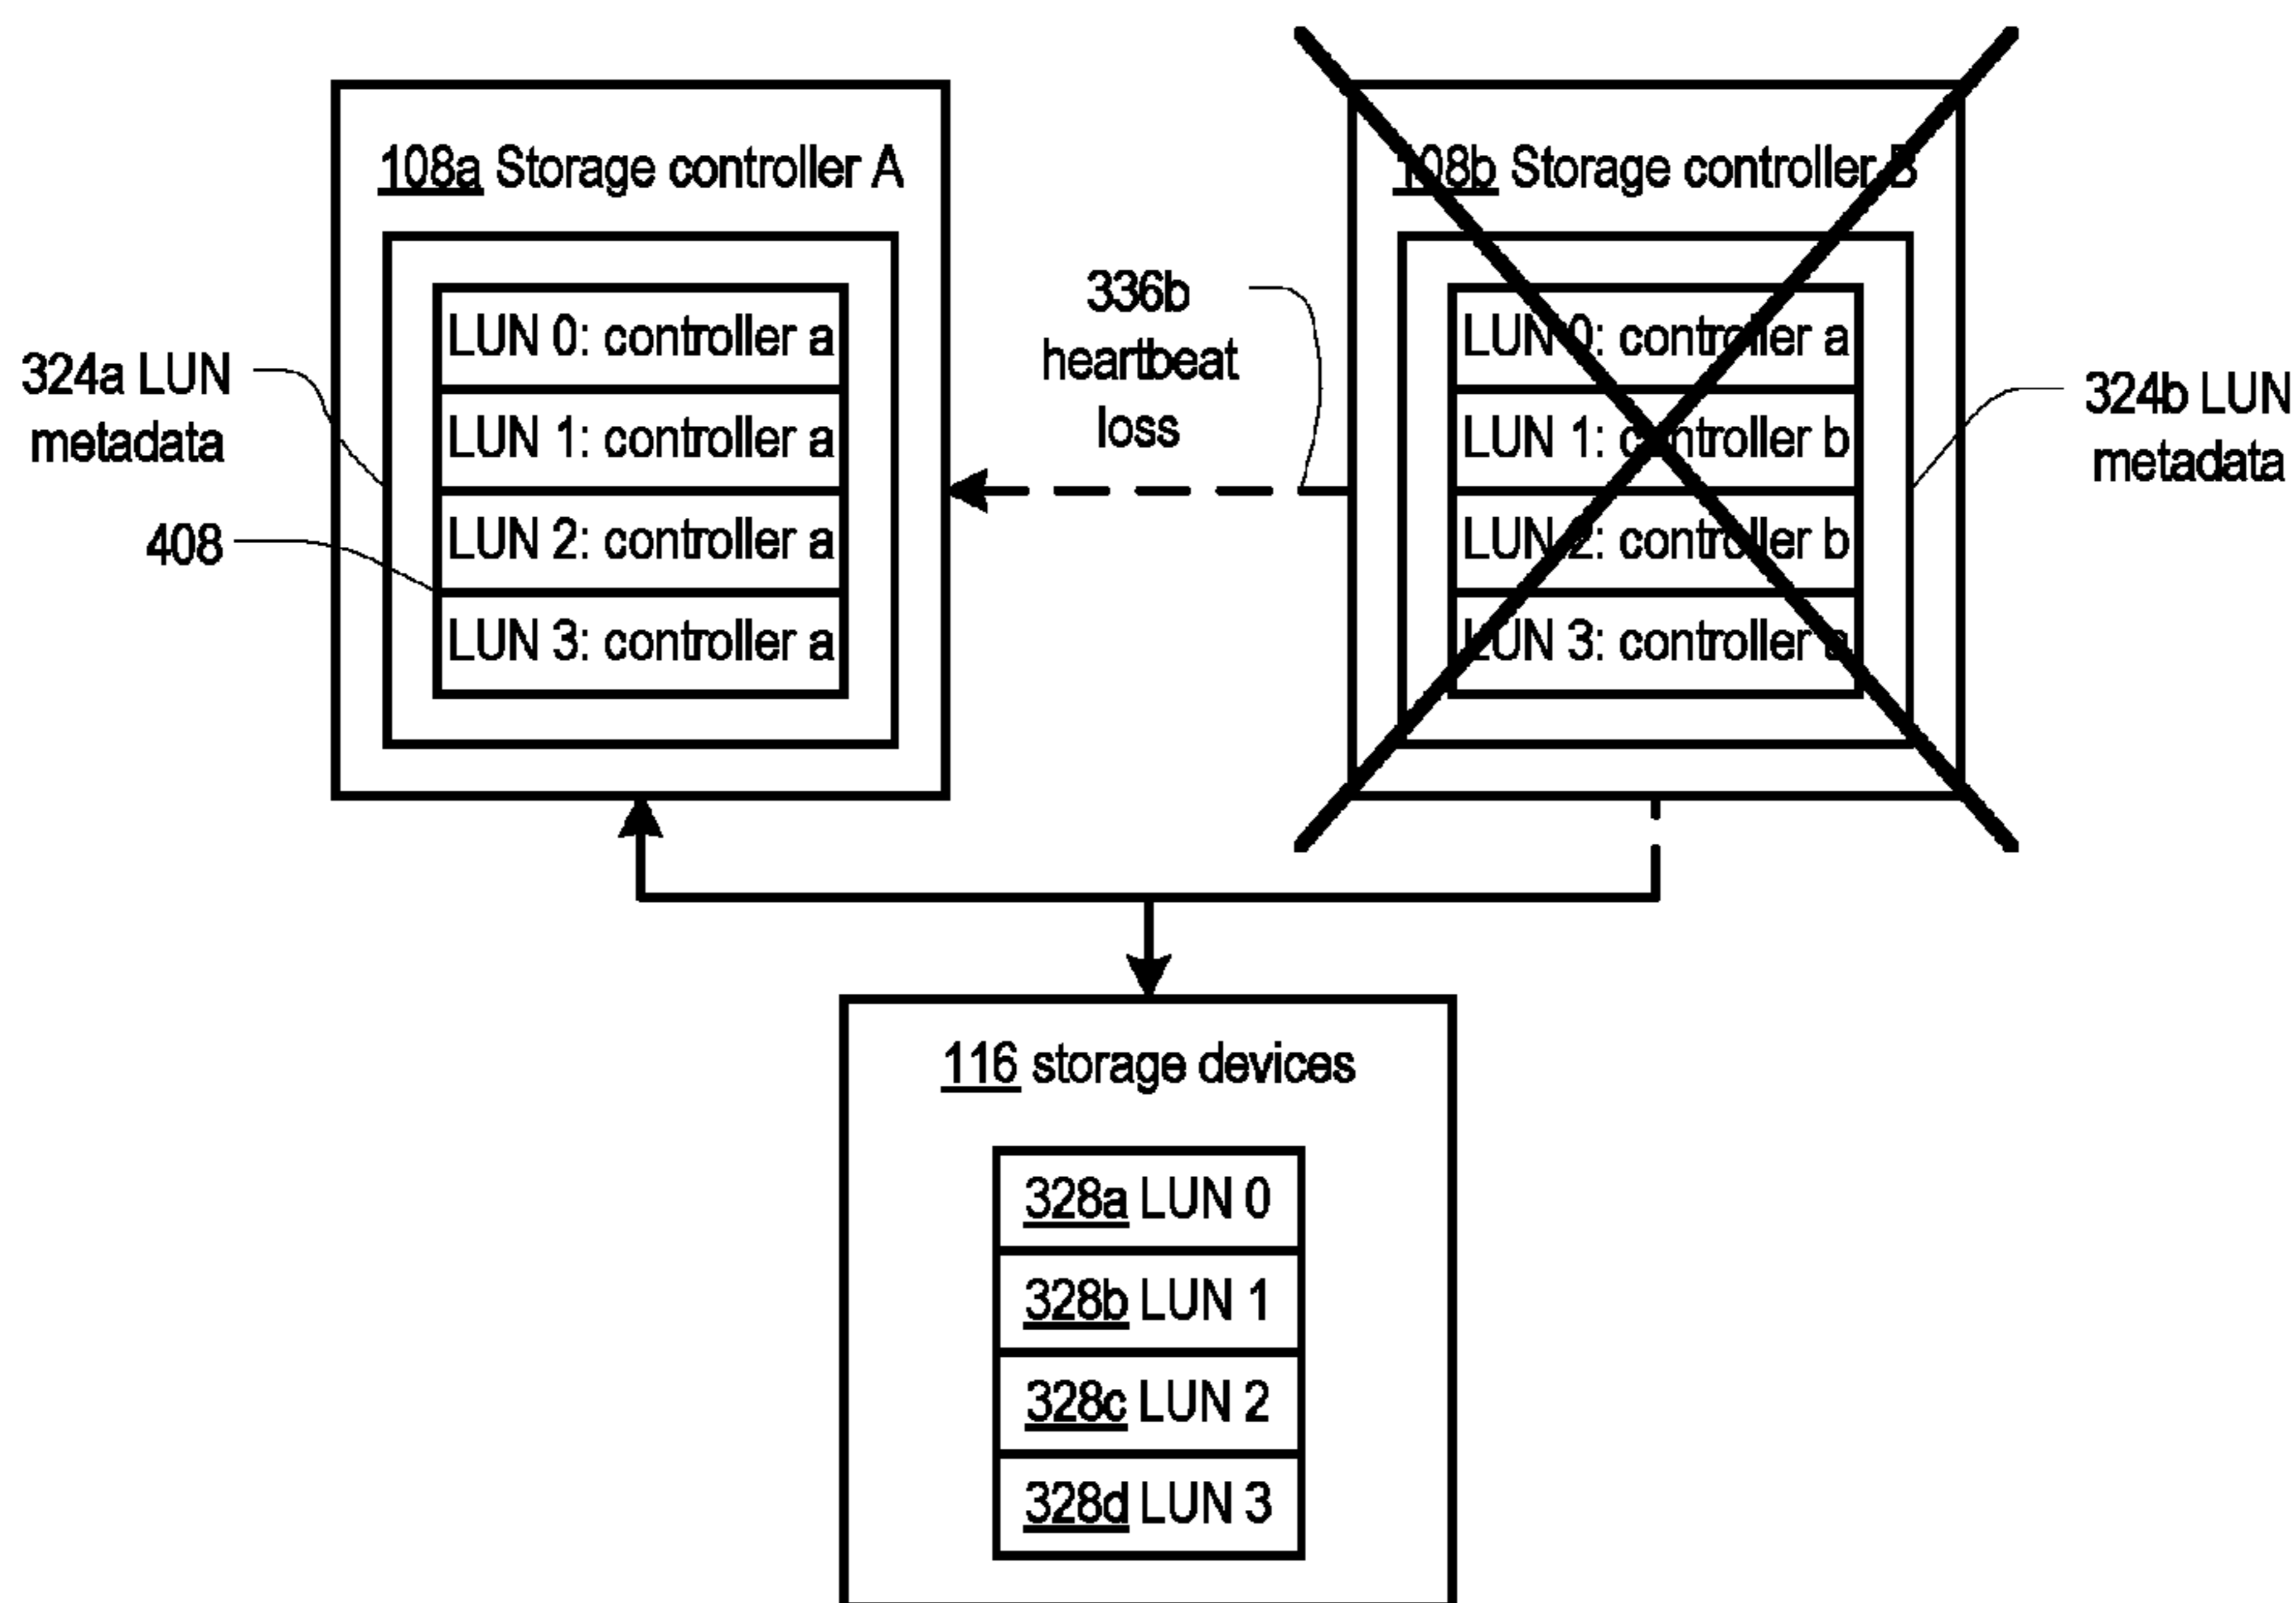 108a Storage controller A
LUN 0: controller a
LUN 1: controller a
LUN 2: controller a
LUN 3: controller a
324a LUN
metadata
408
336b
heartbeat
loss
108b Storage controller B
LUN 0: controller a
LUN 1: controller b
LUN 2: controller b
LUN 3: controller
324b LUN
metadata
116 storage devices
328a LUN 0
328b LUN 1
328c LUN 2
328d LUN 3